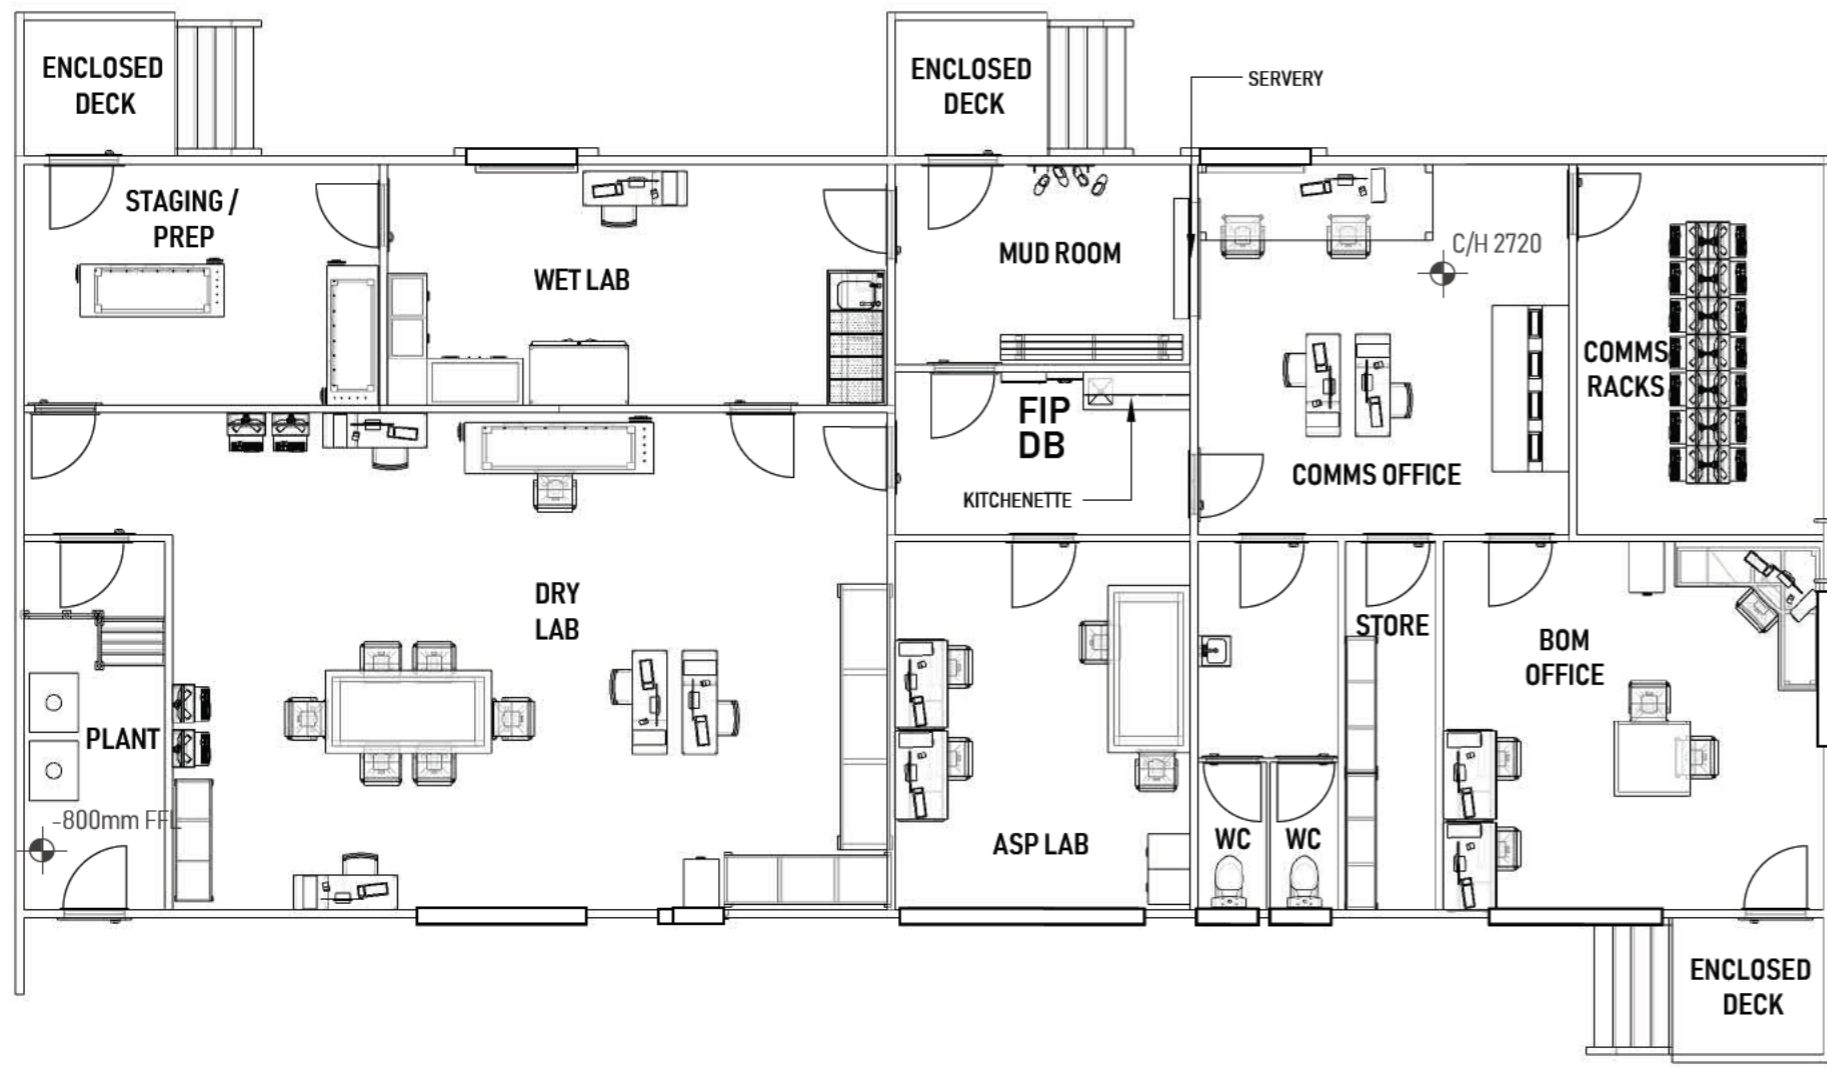 ENCLOSED
DECK
ENCLOSED
DECK
SERVERY
STAGING /
PREP
WET LAB
MUD ROOM
C/H 2720
COMMS
RACKS
FIP
DB
KITCHENETTE
COMMS OFFICE
DRY
LAB
STORE
BOM
OFFICE
PLANT
-800mm FFL
ASP LAB
WC
WC
ENCLOSED
DECK